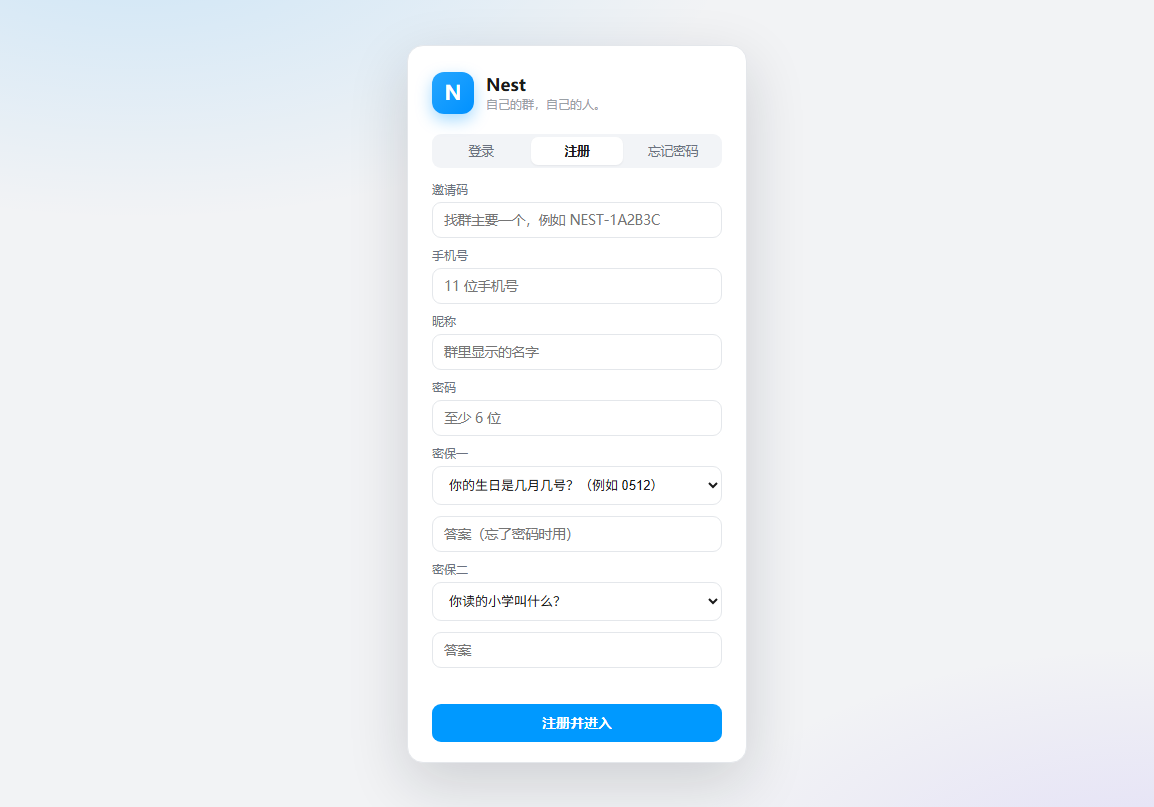 N
Nest
自己的群，自己的人。
登录 注册 忘记密码
邀请码
找群主要一个，例如 NEST-1A2B3C
手机号
11 位手机号
昵称
群里显示的名字
密码
至少 6 位
密保一
你的生日是几月几号？（例如 0512）
答案（忘了密码时用）
密保二
你读的小学叫什么？
答案
注册并进入